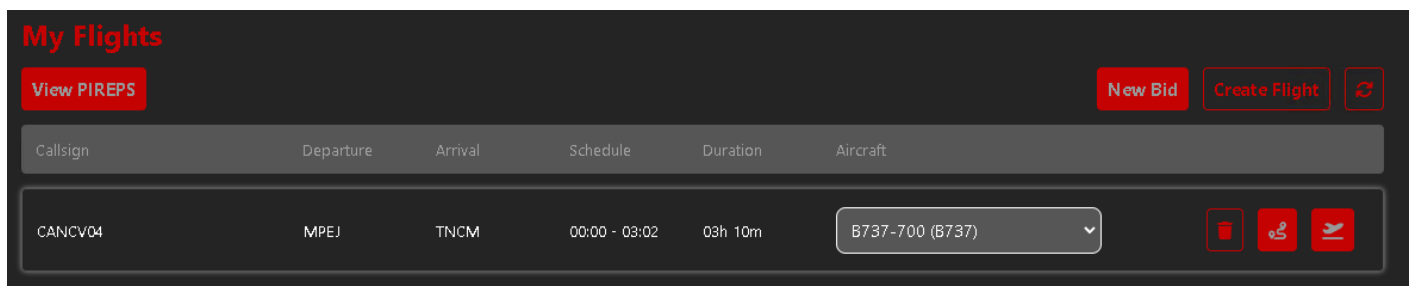 My Flights
View PIREPS New Bid Create Flight
Callsign Departure Arrival Schedule Duration Aircraft
CANCV04 MPEJ TNCM 00:00 - 03:02 03h 10m B737-700 (B737)